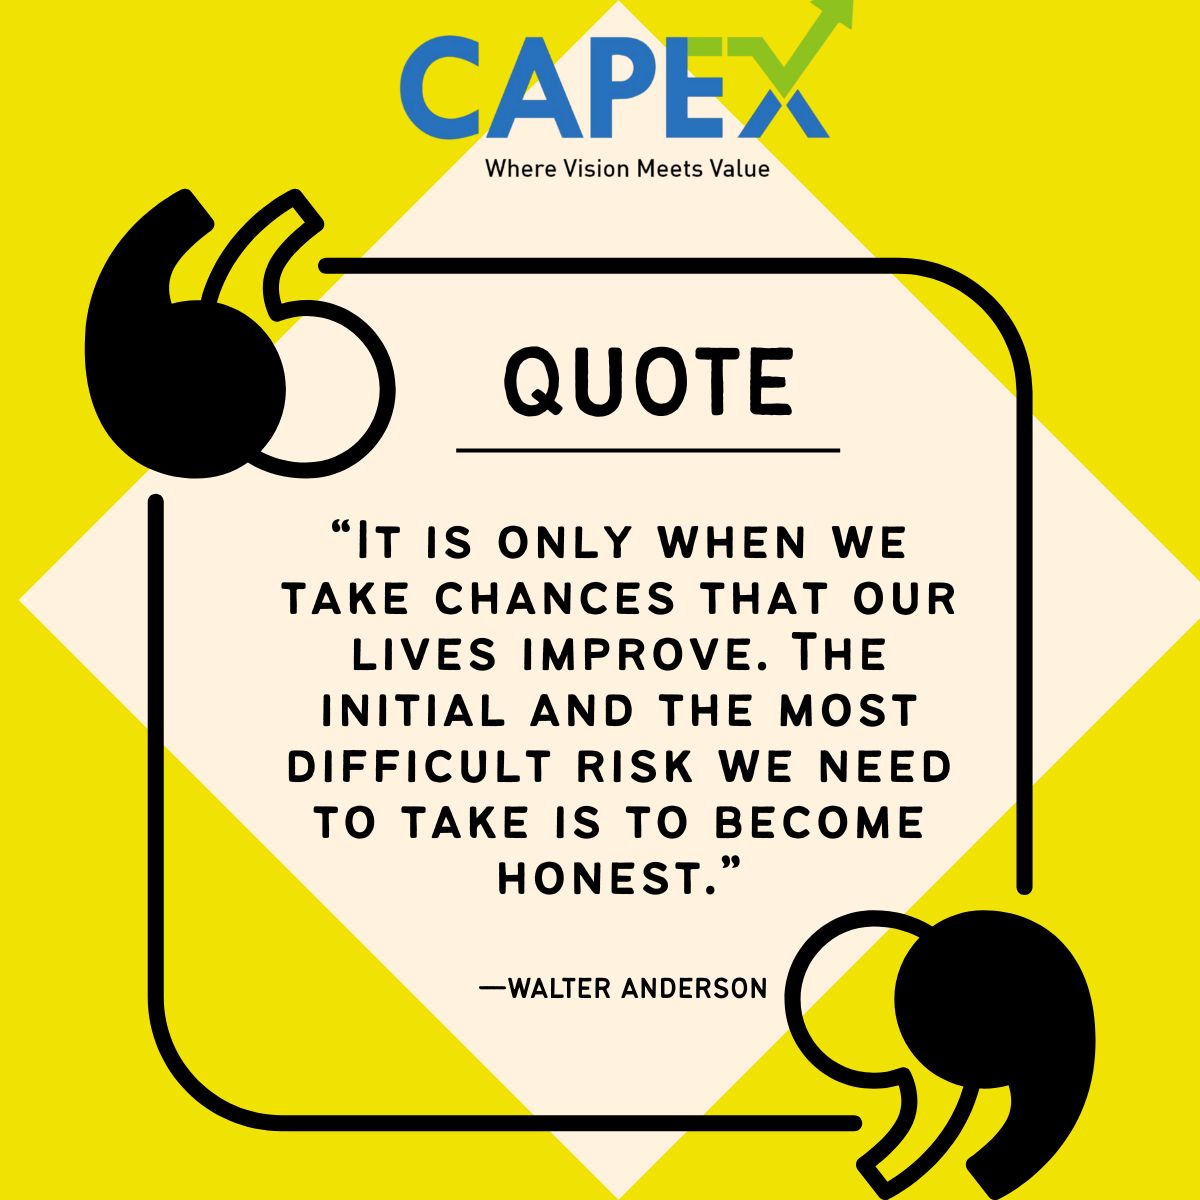 CAPEX
Where Vision Meets Value
QUOTE
“It is only when we
take chances that our
lives improve. The
initial and the most
difficult risk we need
to take is to become
honest.”
—WALTER ANDERSON